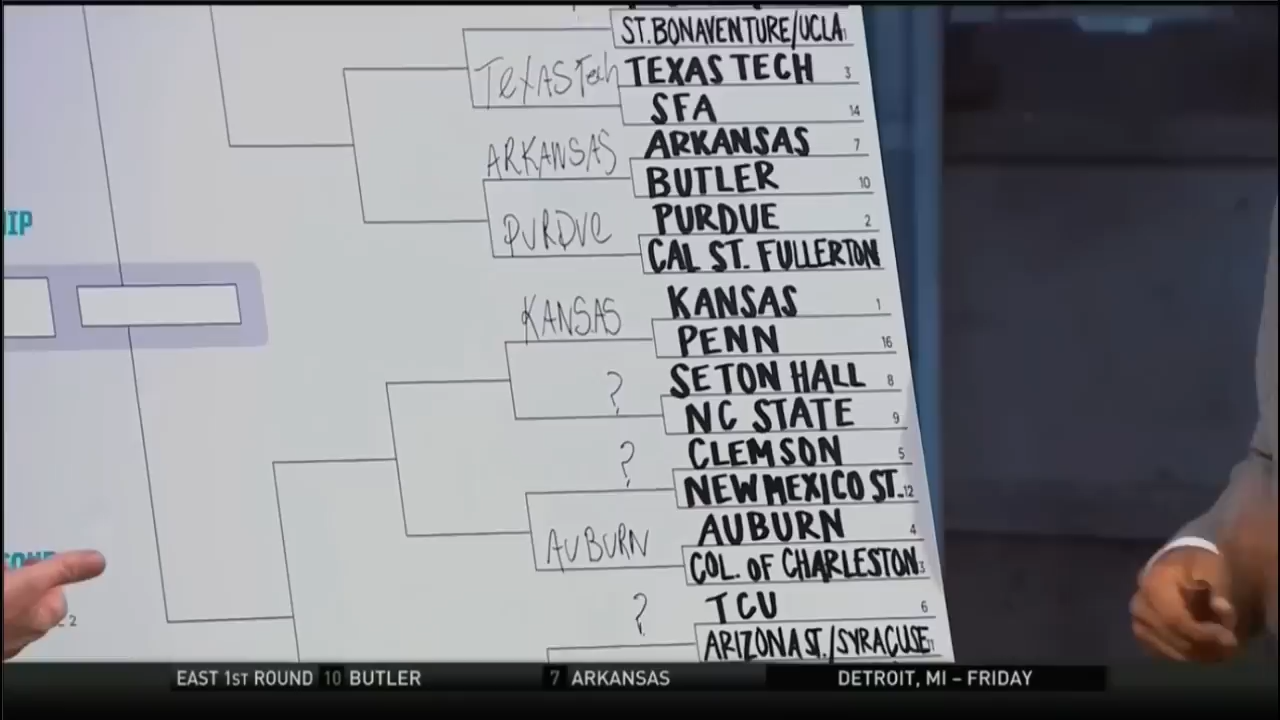 ST.BONAVENTURE/UCLA
TEXAS Tech TEXAS TECH 3
SFA 14
ARKANSAS ARKANSAS 7
BUTLER 10
PURDUE PURDUE 2
CAL ST. FULLERTON
IP
KANSAS KANSAS 1
PENN 16
SETON HALL 8
? NC STATE 9
CLEMSON 5
? NEW MEXICO ST. 12
AUBURN 4
AUBURN COL. OF CHARLESTON
TCU 6
? ARIZONA ST./SYRACUSE
2
EAST 1ST ROUND 10 BUTLER 7 ARKANSAS DETROIT, MI – FRIDAY